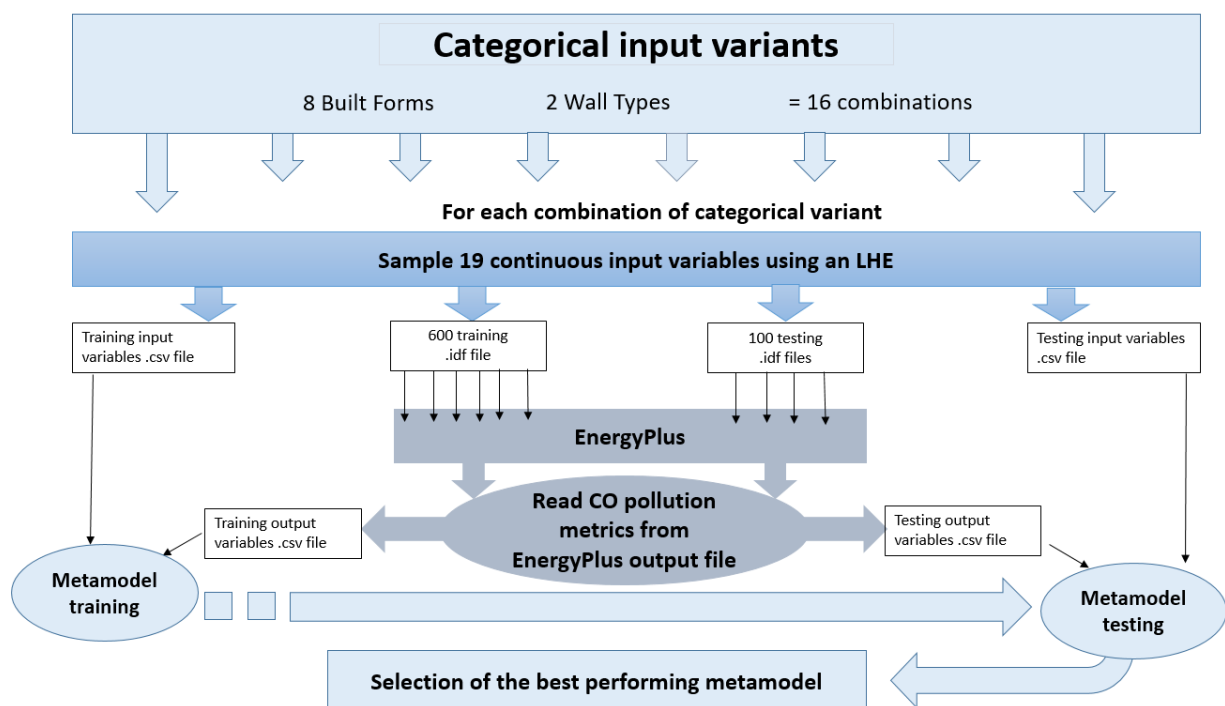 Categorical input variants
8 Built Forms 2 Wall Types = 16 combinations
For each combination of categorical variant
Sample 19 continuous input variables using an LHE
Training input
variables .csv file
600 training
.idf file
100 testing
.idf files
Testing input variables
.csv file
EnergyPlus
Read CO pollution
metrics from
EnergyPlus output file
Training output
variables .csv file
Testing output
variables .csv file
Metamodel
training
Metamodel
testing
Selection of the best performing metamodel